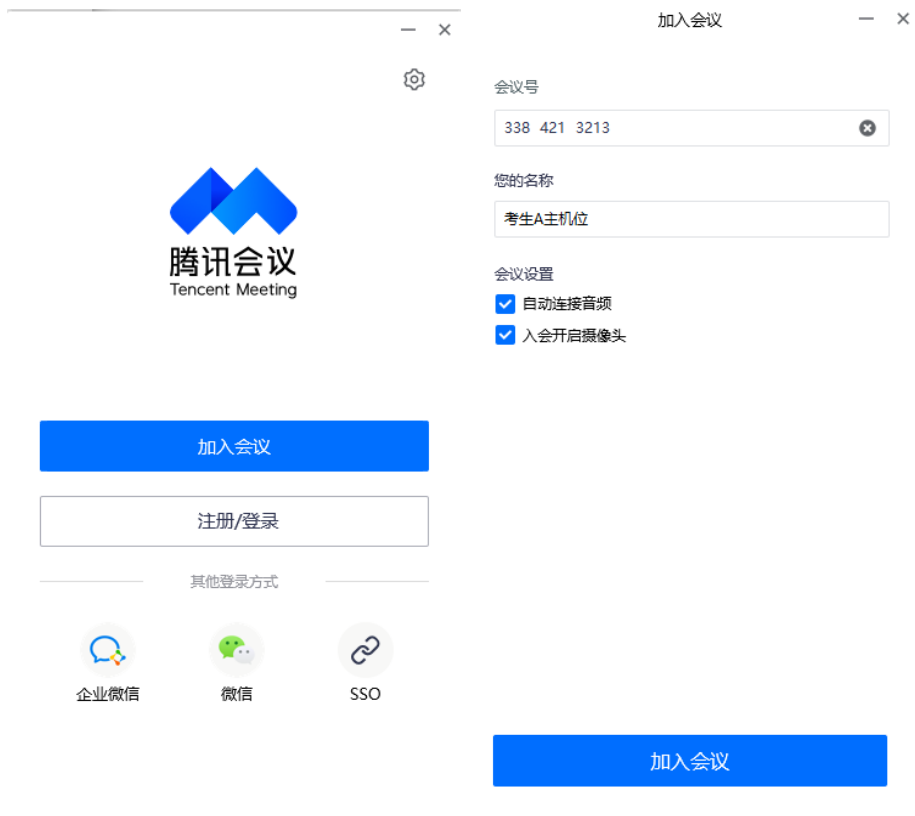 腾讯会议
Tencent Meeting
加入会议
注册/登录
其他登录方式
企业微信
微信
SSO
加入会议
会议号
338 421 3213
您的名称
考生A主机位
会议设置
自动连接音频
入会开启摄像头
加入会议